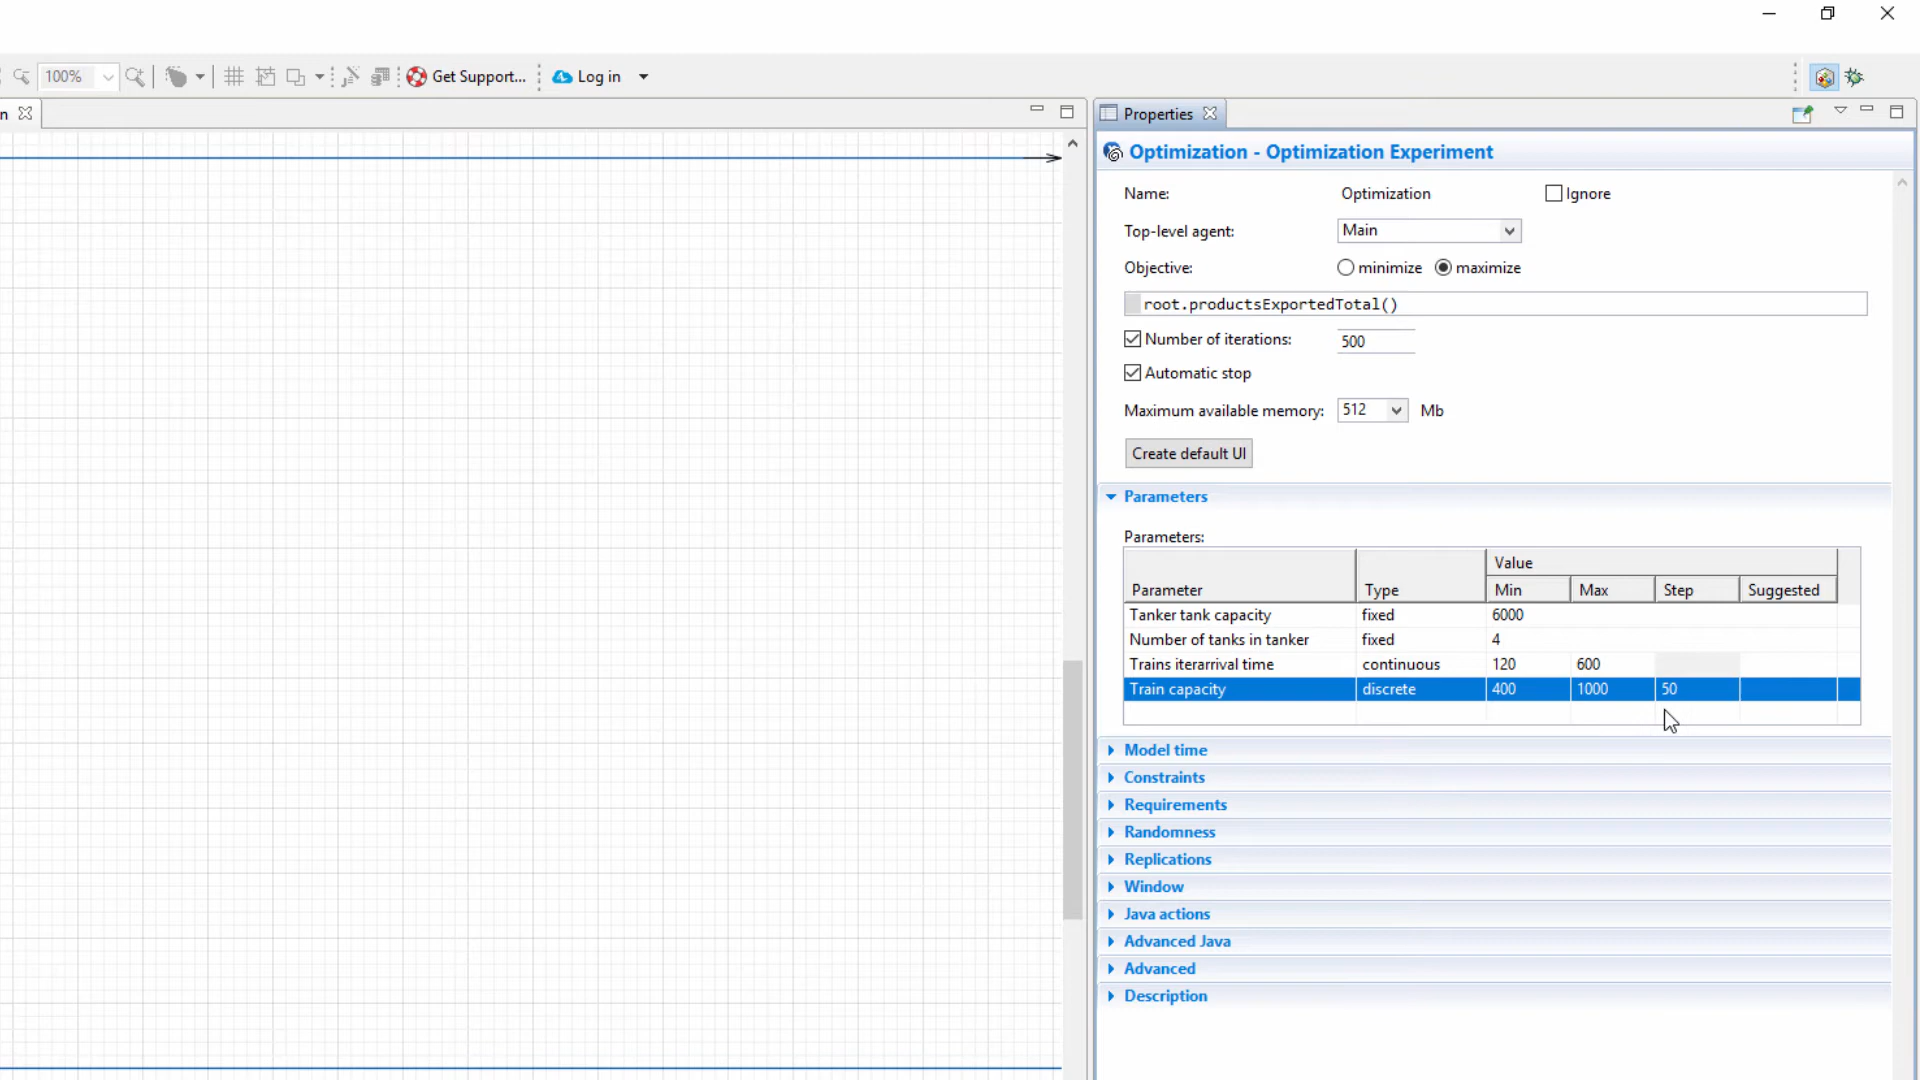 100%
Get Support...
Log in
n
Properties
Optimization - Optimization Experiment
Name:
Optimization
Ignore
Top-level agent:
Main
Objective:
minimize
maximize
root.productsExportedTotal()
Number of iterations:
500
Automatic stop
Maximum available memory:
512
Mb
Create default UI
Parameters
Parameters:
Value
Parameter Type Min Max Step Suggested
Tanker tank capacity fixed 6000
Number of tanks in tanker fixed 4
Trains iterarrival time continuous 120 600
Train capacity discrete 400 1000 50
Model time
Constraints
Requirements
Randomness
Replications
Window
Java actions
Advanced Java
Advanced
Description